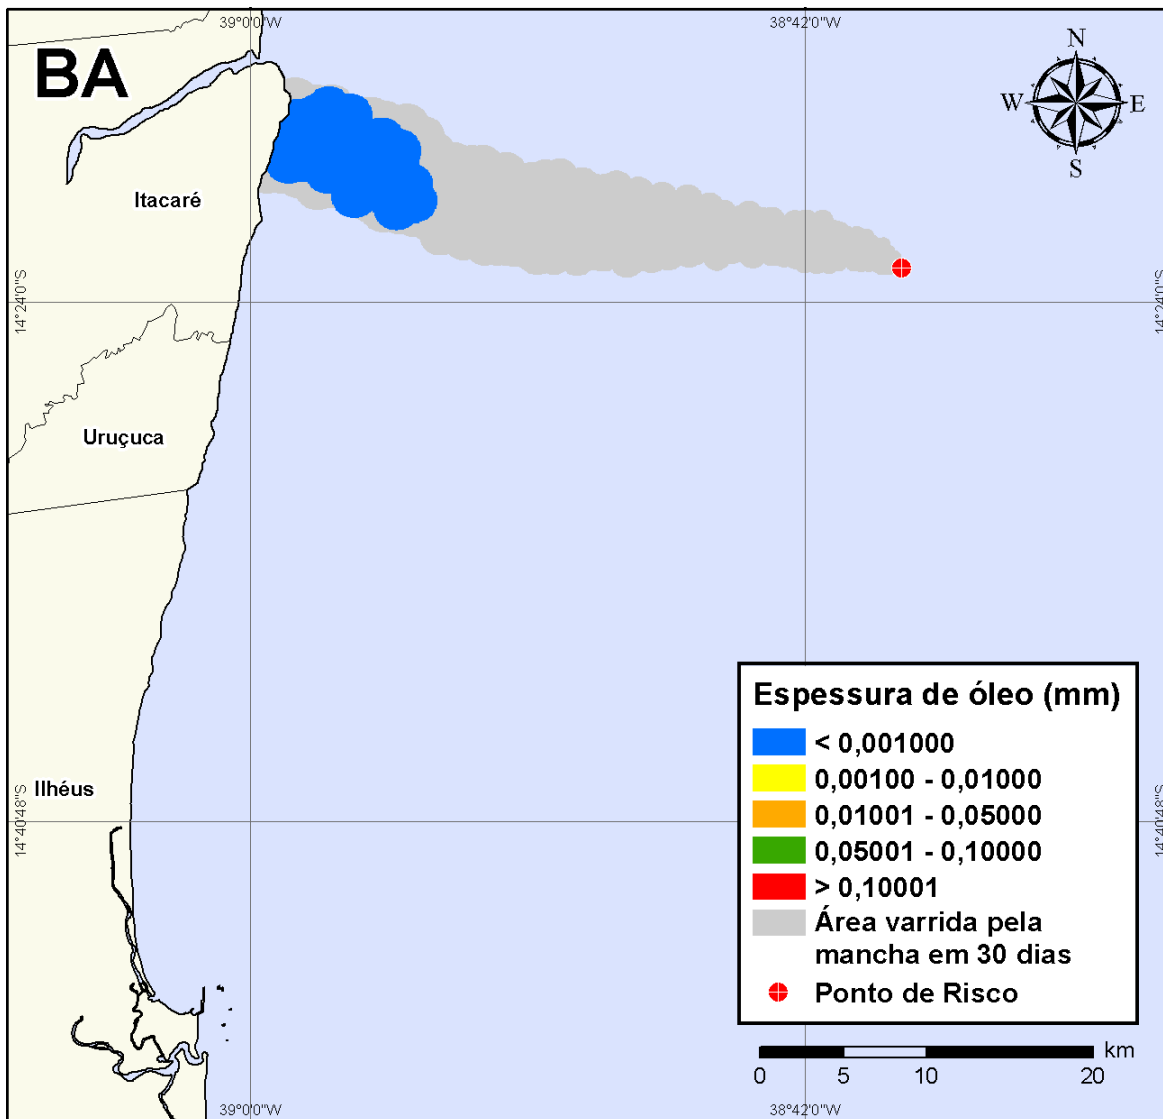 39°0'0"W
38°42'0"W
BA
N
W
E
S
Itacaré
14°24'0"S
14°24'0"S
Uruçuca
Espessura de óleo (mm)
< 0,001000
0,00100 - 0,01000
0,01001 - 0,05000
0,05001 - 0,10000
> 0,10001
Área varrida pela
mancha em 30 dias
Ponto de Risco
Ilhéus
14°40'48"S
14°40'48"S
km
0 5 10 20
39°0'0"W
38°42'0"W